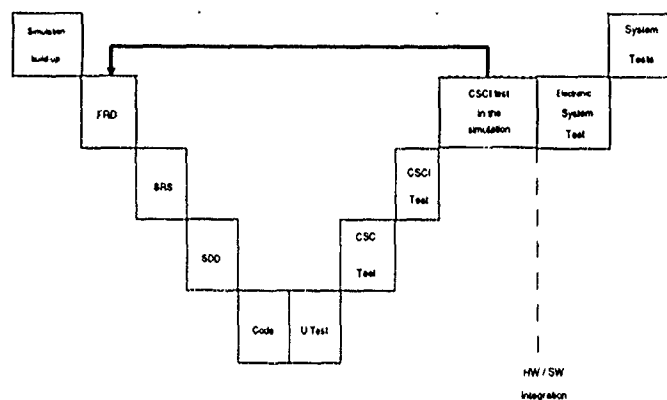 Simulation
build up
System
Tests
FRD
CSCI test
in the
simulation
Electronic
System
Test
SRS
CSCI
Test
SDD
CSC
Test
Code
U Test
HW / SW
Integration